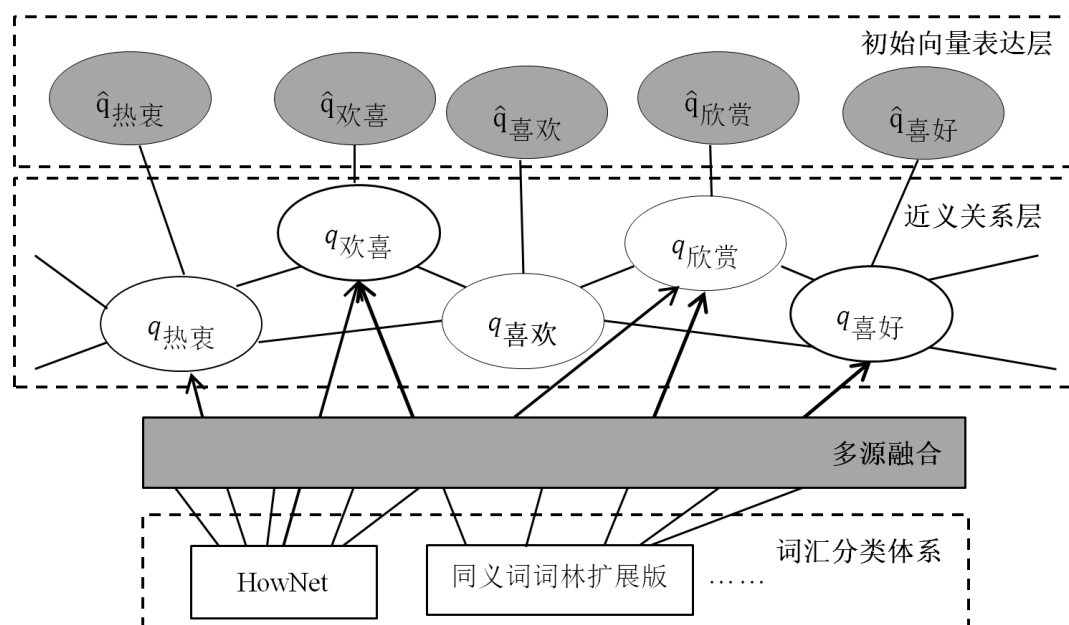 初始向量表达层
q̂热衷
q̂欢喜
q̂喜欢
q̂欣赏
q̂喜好
近义关系层
q热衷
q欢喜
q喜欢
q欣赏
q喜好
多源融合
词汇分类体系
HowNet
同义词词林扩展版
……